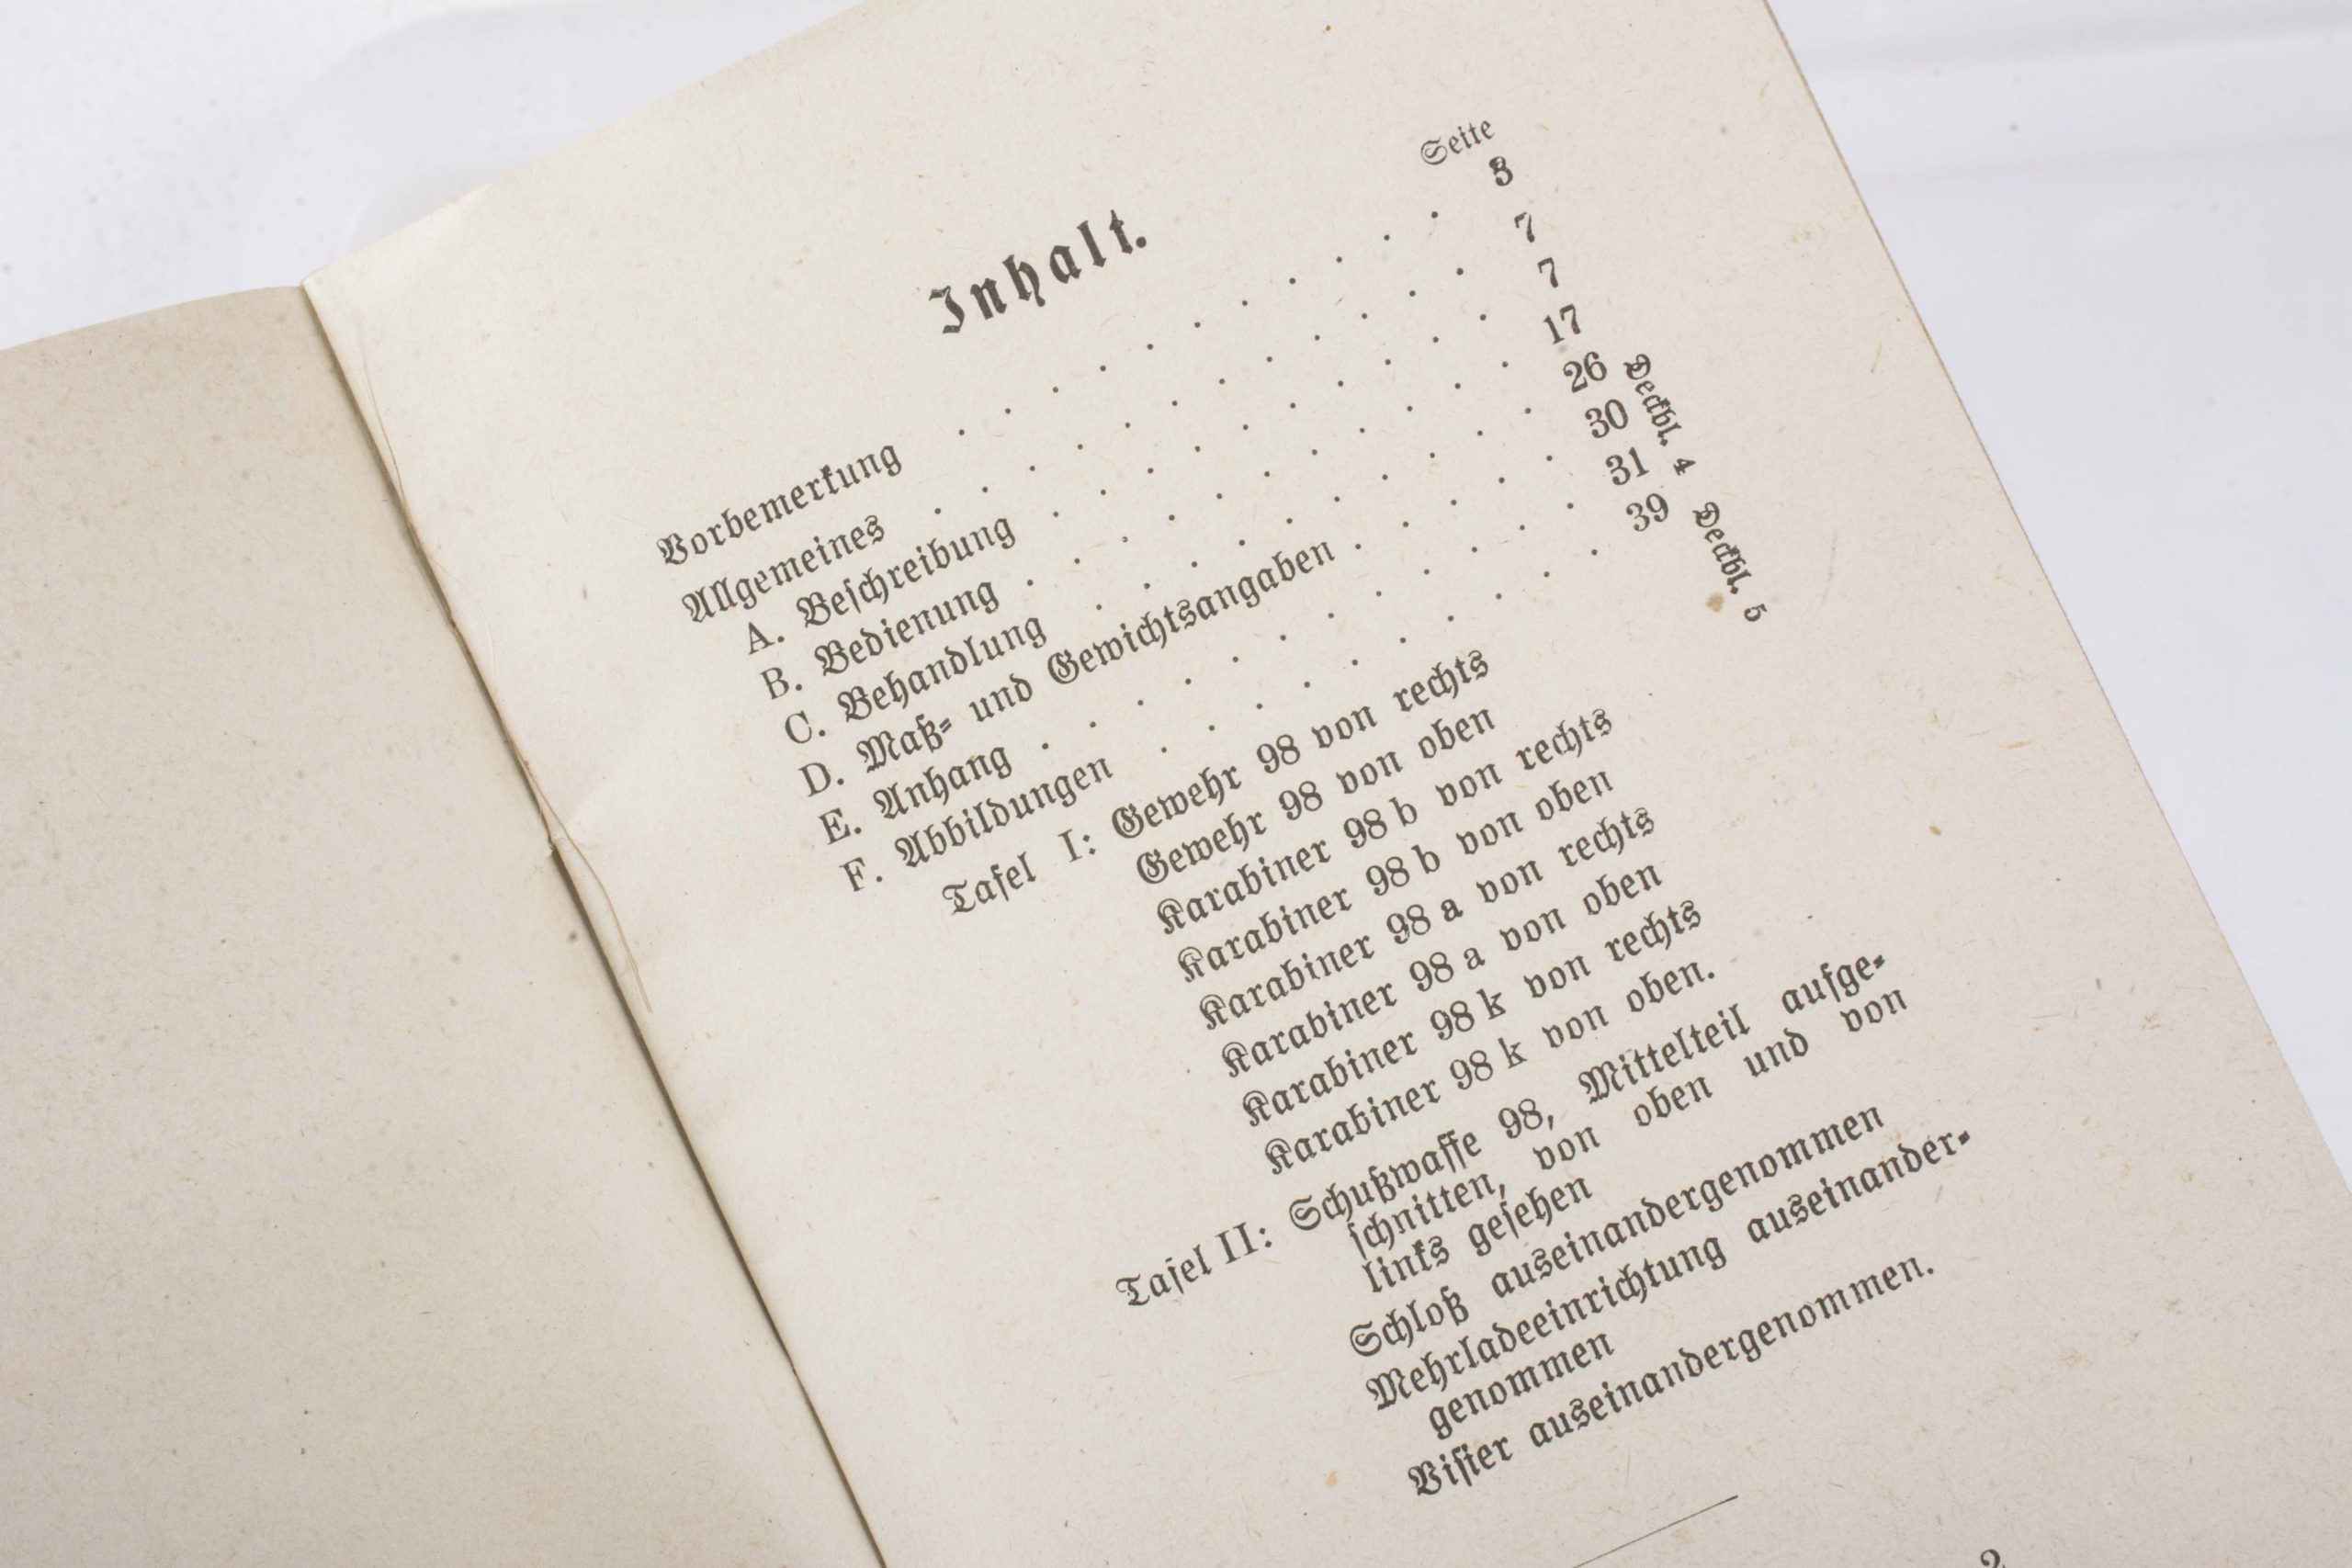 Inhalt.
Seite
Vorbemerkung . . . . . . . . . . . 3
Allgemeines . . . . . . . . . . . . 7
A. Beschreibung . . . . . . . . . . 7
B. Bedienung . . . . . . . . . . . 17
C. Behandlung . . . . . . . . . . 26
D. Maß- und Gewichtsangaben . . . . . 30
E. Anhang . . . . . . . . . . . . 31
F. Abbildungen . . . . . . . . . . 39
Deckbl. 4
Deckbl. 5
Tafel I: Gewehr 98 von rechts
Gewehr 98 von oben
Karabiner 98 b von rechts
Karabiner 98 b von oben
Karabiner 98 a von rechts
Karabiner 98 a von oben
Karabiner 98 k von rechts
Karabiner 98 k von oben.
Tafel II: Schußwaffe 98, Mittelteil aufge-
schnitten, von oben und von
links gesehen
Schloß auseinandergenommen
Mehrladeeinrichtung auseinander-
genommen
Visier auseinandergenommen.
2